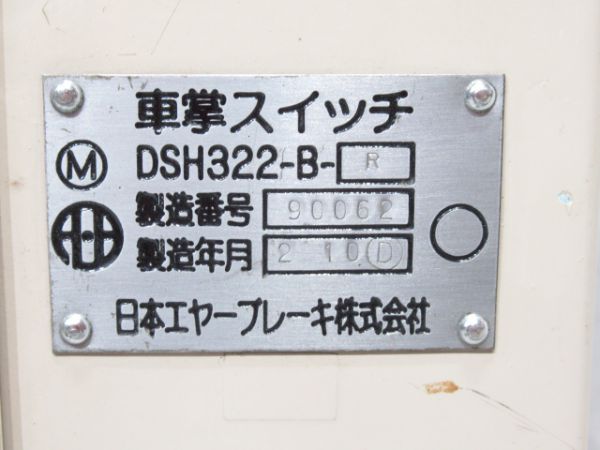 車掌スイッチ
Ⓜ DSH322-B-R
製造番号 90062
製造年月 2 10 Ⓓ
日本エヤーブレーキ株式会社